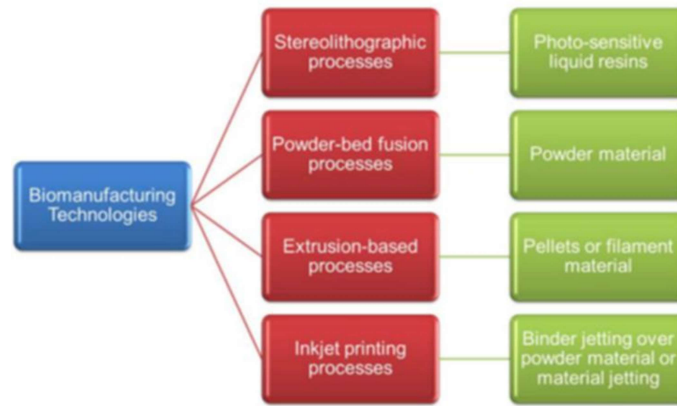 Stereolithographic
processes
Photo-sensitive
liquid resins
Powder-bed fusion
processes
Powder material
Biomanufacturing
Technologies
Extrusion-based
processes
Pellets or filament
material
Inkjet printing
processes
Binder jetting over
powder material or
material jetting